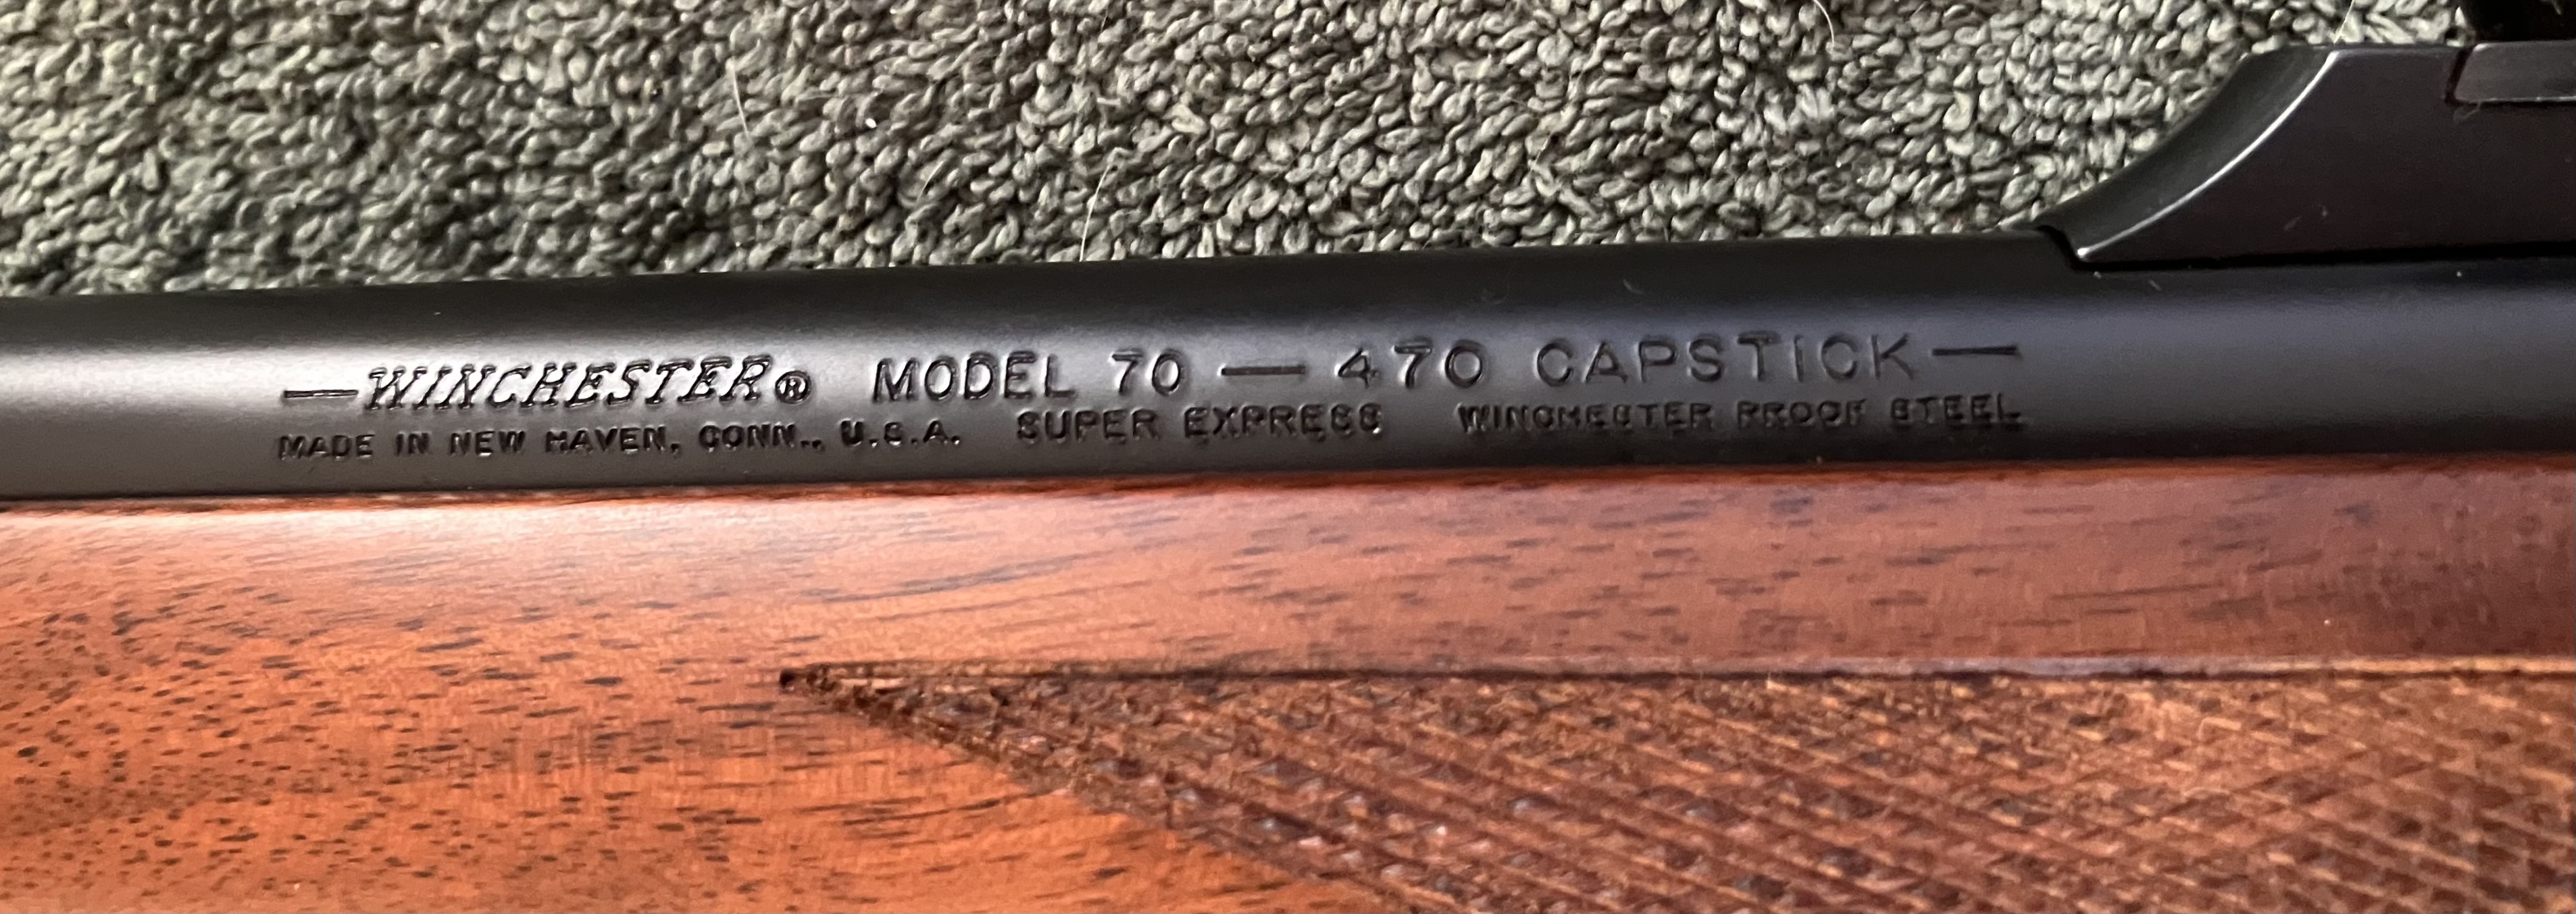 —WINCHESTER® MODEL 70 — 470 CAPSTICK—
MADE IN NEW HAVEN, CONN., U.S.A. SUPER EXPRESS WINCHESTER PROOF STEEL